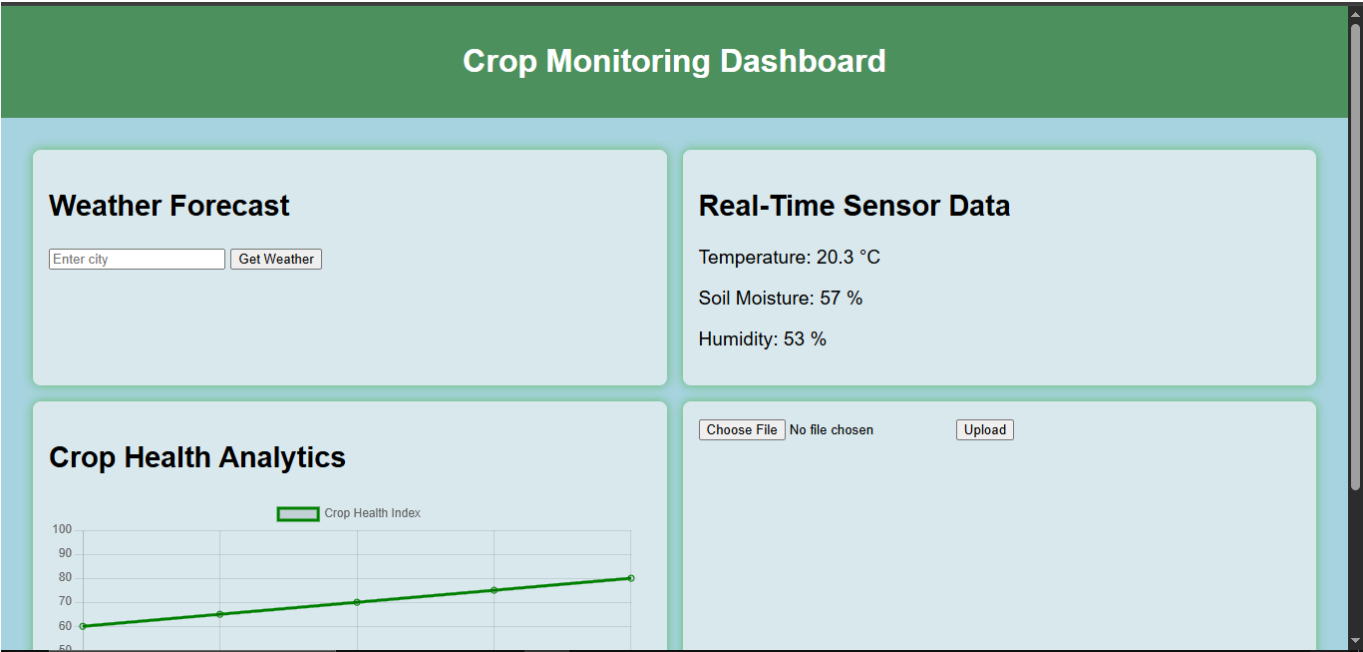 Crop Monitoring Dashboard
Weather Forecast
Enter city Get Weather
Real-Time Sensor Data
Temperature: 20.3 °C
Soil Moisture: 57 %
Humidity: 53 %
Crop Health Analytics
Crop Health Index
100
90
80
70
60
50
Choose File No file chosen Upload